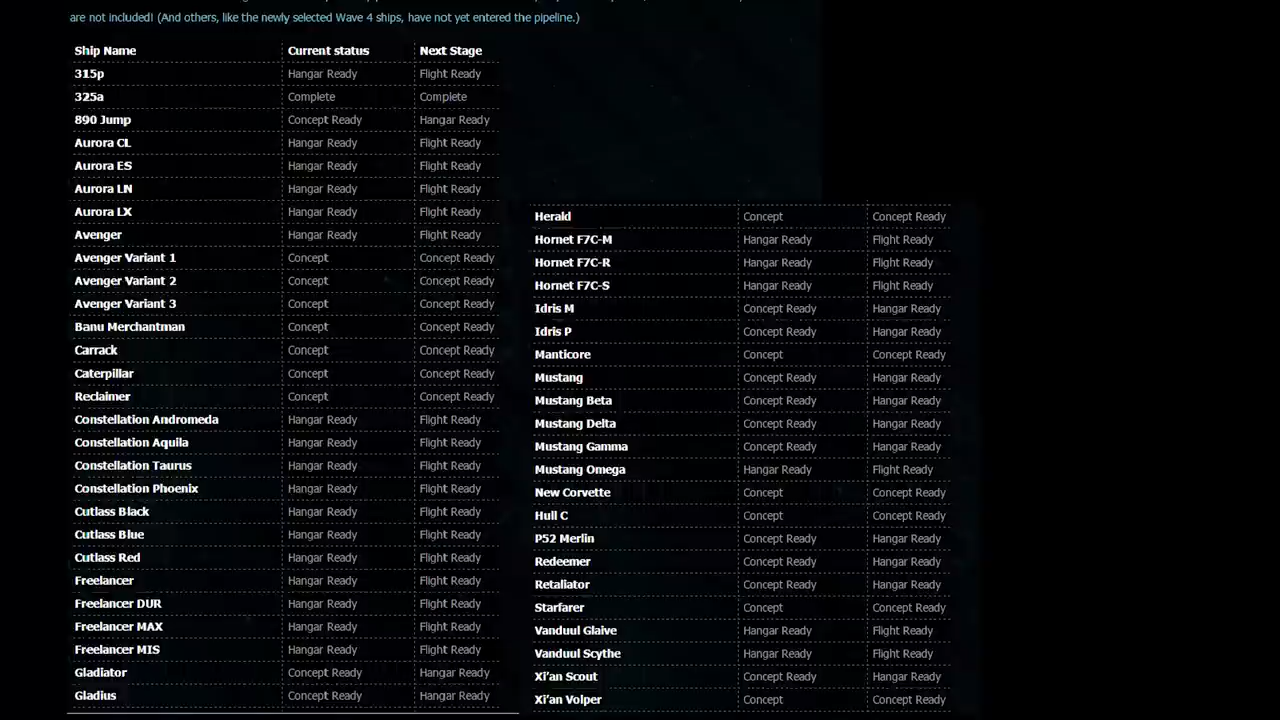 are not included! (And others, like the newly selected Wave 4 ships, have not yet entered the pipeline.)
Ship Name Current status Next Stage
315p Hangar Ready Flight Ready
325a Complete Complete
890 Jump Concept Ready Hangar Ready
Aurora CL Hangar Ready Flight Ready
Aurora ES Hangar Ready Flight Ready
Aurora LN Hangar Ready Flight Ready
Aurora LX Hangar Ready Flight Ready
Avenger Hangar Ready Flight Ready
Avenger Variant 1 Concept Concept Ready
Avenger Variant 2 Concept Concept Ready
Avenger Variant 3 Concept Concept Ready
Banu Merchantman Concept Concept Ready
Carrack Concept Concept Ready
Caterpillar Concept Concept Ready
Reclaimer Concept Concept Ready
Constellation Andromeda Hangar Ready Flight Ready
Constellation Aquila Hangar Ready Flight Ready
Constellation Taurus Hangar Ready Flight Ready
Constellation Phoenix Hangar Ready Flight Ready
Cutlass Black Hangar Ready Flight Ready
Cutlass Blue Hangar Ready Flight Ready
Cutlass Red Hangar Ready Flight Ready
Freelancer Hangar Ready Flight Ready
Freelancer DUR Hangar Ready Flight Ready
Freelancer MAX Hangar Ready Flight Ready
Freelancer MIS Hangar Ready Flight Ready
Gladiator Concept Ready Hangar Ready
Gladius Concept Ready Hangar Ready
Herald Concept Concept Ready
Hornet F7C-M Hangar Ready Flight Ready
Hornet F7C-R Hangar Ready Flight Ready
Hornet F7C-S Hangar Ready Flight Ready
Idris M Concept Ready Hangar Ready
Idris P Concept Ready Hangar Ready
Manticore Concept Concept Ready
Mustang Concept Ready Hangar Ready
Mustang Beta Concept Ready Hangar Ready
Mustang Delta Concept Ready Hangar Ready
Mustang Gamma Concept Ready Hangar Ready
Mustang Omega Hangar Ready Flight Ready
New Corvette Concept Concept Ready
Hull C Concept Concept Ready
P52 Merlin Concept Ready Hangar Ready
Redeemer Concept Ready Hangar Ready
Retaliator Concept Ready Hangar Ready
Starfarer Concept Concept Ready
Vanduul Glaive Hangar Ready Flight Ready
Vanduul Scythe Hangar Ready Flight Ready
Xi'an Scout Concept Ready Hangar Ready
Xi'an Volper Concept Concept Ready